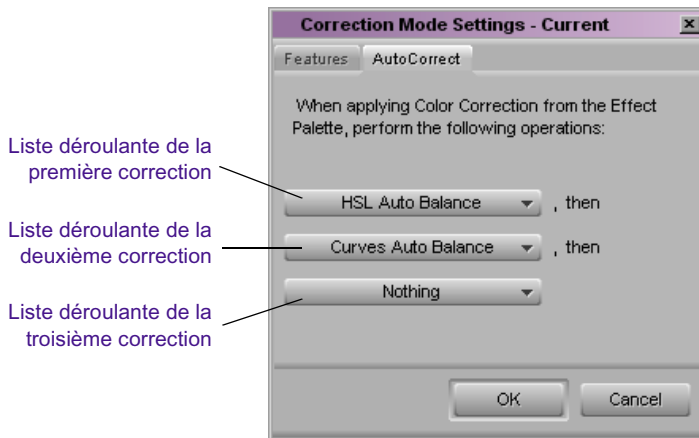 Correction Mode Settings - Current
Features AutoCorrect
When applying Color Correction from the Effect
Palette, perform the following operations:
Liste déroulante de la
première correction
HSL Auto Balance , then
Liste déroulante de la
deuxième correction
Curves Auto Balance , then
Liste déroulante de la
troisième correction
Nothing
OK Cancel